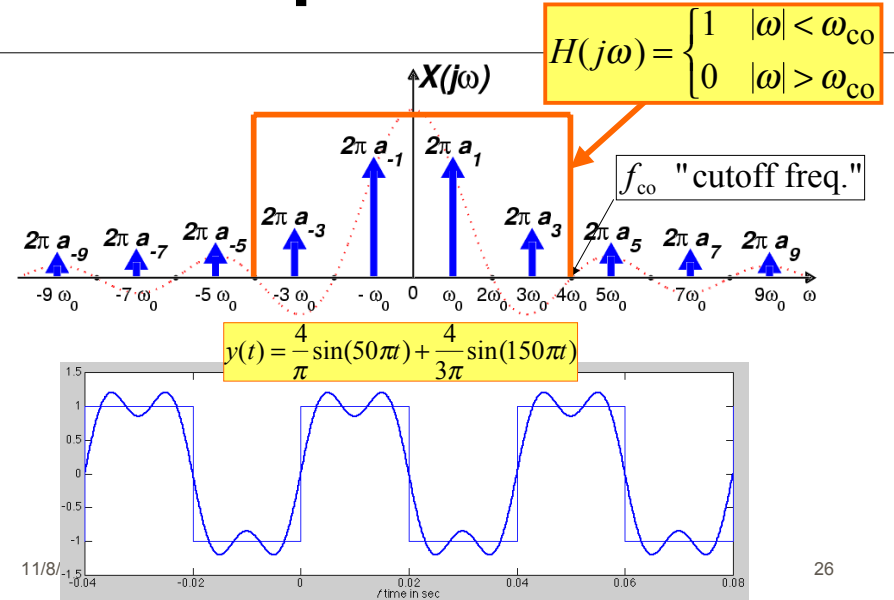 H(jω) = { 1 |ω| < ω_co
0 |ω| > ω_co
X(jω)
2π a_-1 2π a_1
f_co "cutoff freq."
2π a_-9 2π a_-7 2π a_-5 2π a_-3 2π a_3 2π a_5 2π a_7 2π a_9
-9 ω_0 -7 ω_0 -5 ω_0 -3 ω_0 - ω_0 0 ω_0 2ω_0 3ω_0 4ω_0 5ω_0 7ω_0 9ω_0 ω
y(t) = 4/π sin(50πt) + 4/3π sin(150πt)
1.5
1
0.5
0
-0.5
-1
-1.5
-0.04 -0.02 0 0.02 0.04 0.06 0.08
t time in sec
11/8/
26